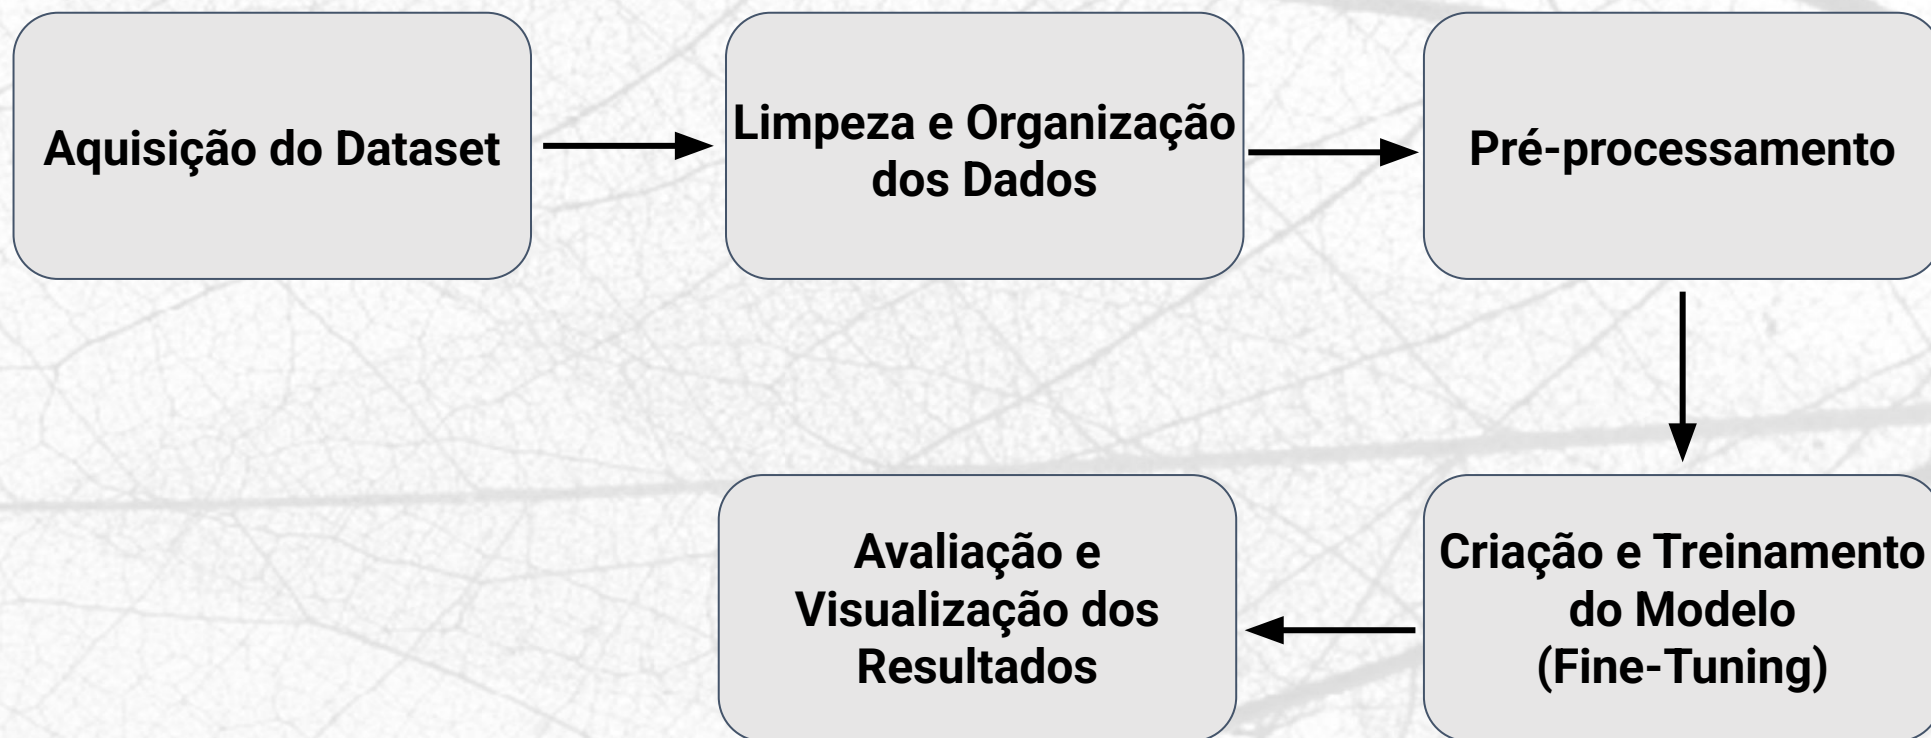 Aquisição do Dataset
Limpeza e Organização
dos Dados
Pré-processamento
Criação e Treinamento
do Modelo
(Fine-Tuning)
Avaliação e
Visualização dos
Resultados